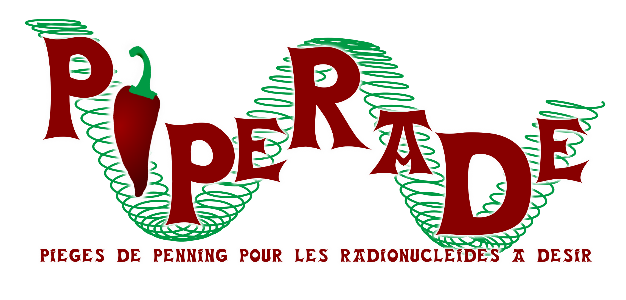 PIPERADE
PIEGES DE PENNING POUR LES RADIONUCLEIDES A DESIR